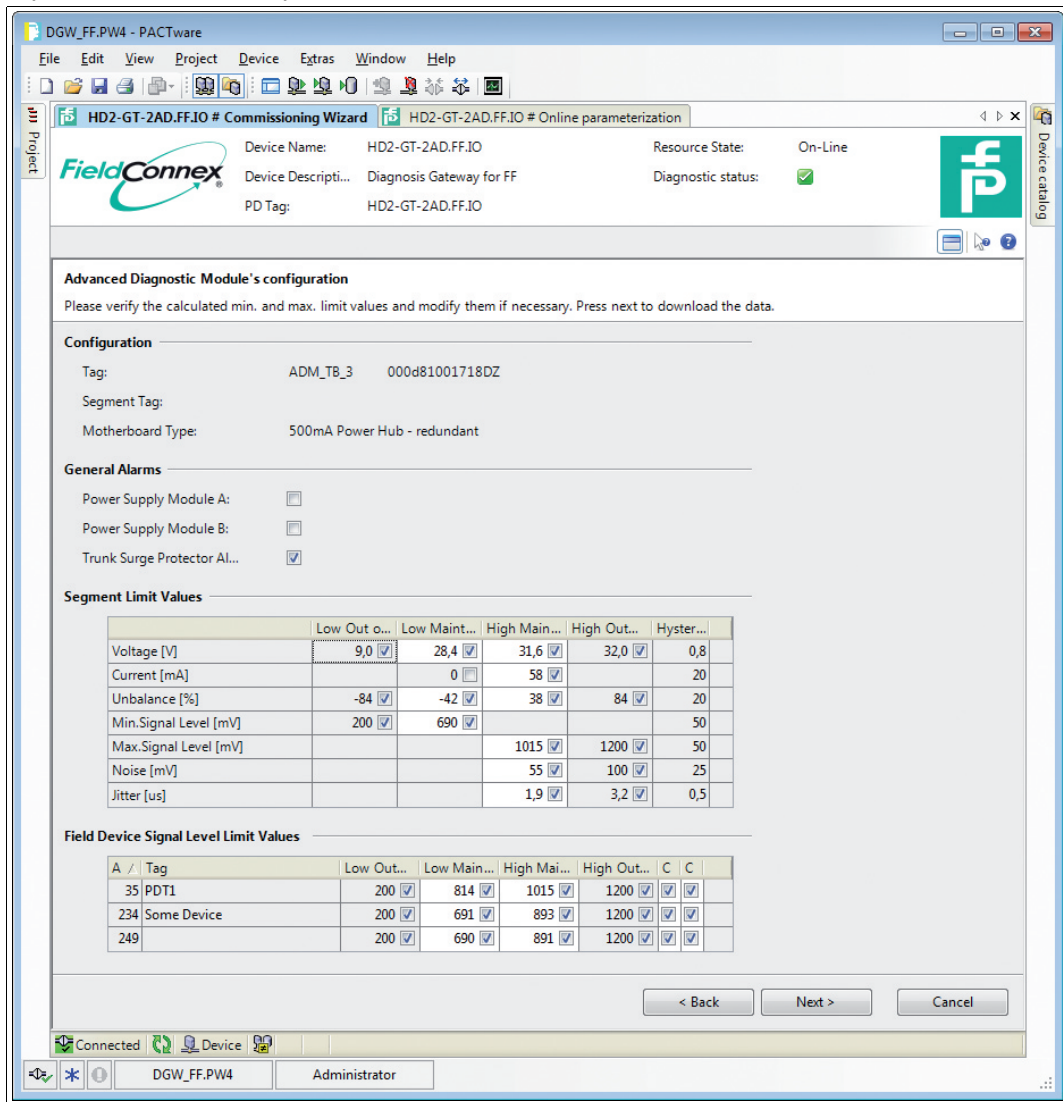 DGW_FF.PW4 - PACTware
File Edit View Project Device Extras Window Help
Project
HD2-GT-2AD.FF.IO # Commissioning Wizard HD2-GT-2AD.FF.IO # Online parameterization
Device catalog
FieldConnex®
Device Name: HD2-GT-2AD.FF.IO Resource State: On-Line
Device Descripti... Diagnosis Gateway for FF Diagnostic status:
PD Tag: HD2-GT-2AD.FF.IO
Advanced Diagnostic Module's configuration
Please verify the calculated min. and max. limit values and modify them if necessary. Press next to download the data.
Configuration
Tag: ADM_TB_3 000d81001718DZ
Segment Tag:
Motherboard Type: 500mA Power Hub - redundant
General Alarms
Power Supply Module A:
Power Supply Module B:
Trunk Surge Protector Al...
Segment Limit Values
Low Out o... Low Maint... High Main... High Out... Hyster...
Voltage [V] 9,0 28,4 31,6 32,0 0,8
Current [mA] 0 58 20
Unbalance [%] -84 -42 38 84 20
Min.Signal Level [mV] 200 690 50
Max.Signal Level [mV] 1015 1200 50
Noise [mV] 55 100 25
Jitter [us] 1,9 3,2 0,5
Field Device Signal Level Limit Values
A / Tag Low Out... Low Main... High Mai... High Out... C C
35 PDT1 200 814 1015 1200
234 Some Device 200 691 893 1200
249 200 690 891 1200
< Back Next > Cancel
Connected Device
DGW_FF.PW4 Administrator